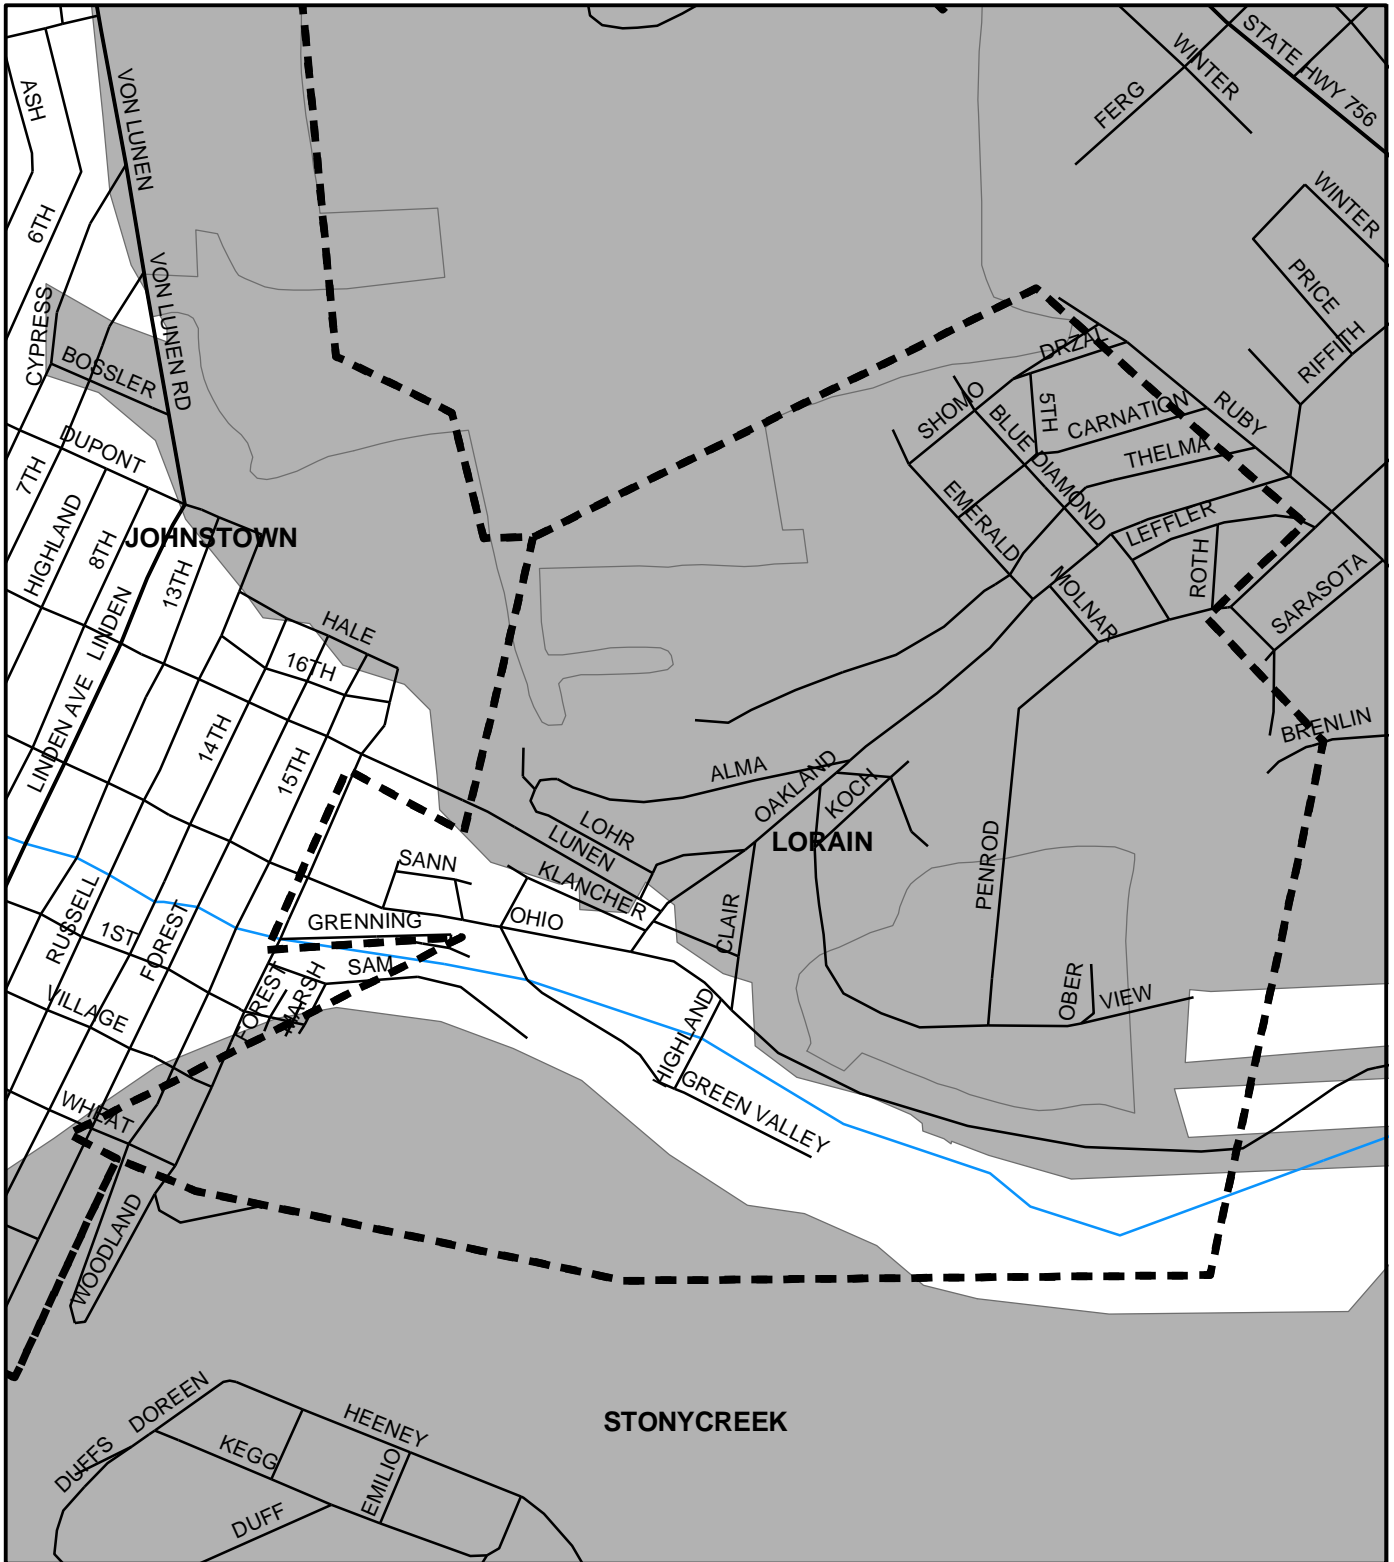 STATE HWY 756
WINTER
FERG
ASH
VON LUNEN
6TH
WINTER
PRICE
RIFFITH
VON LUNEN RD
CYPRESS
BOSSLER
DRZAL
SHOMO
5TH
CARNATION
RUBY
BLUE DIAMOND
THELMA
DUPONT
7TH
HIGHLAND
8TH
JOHNSTOWN
EMERALD
LEFFLER
ROTH
13TH
LINDEN
MOLNAR
SARASOTA
HALE
16TH
LINDEN AVE
14TH
15TH
BRENLIN
ALMA
OAKLAND
KOCH
LOHR
LUNEN
LORAIN
SANN
KLANCHER
PENROD
RUSSELL
1ST
FOREST
GRENNING
OHIO
CLAIR
SAM
FOREST
MARSH
VILLAGE
HIGHLAND
OBER
VIEW
WHEAT
GREEN VALLEY
WOODLAND
STONYCREEK
DOREEN
HEENEY
DUFFS
KEGG
EMILIO
DUFF